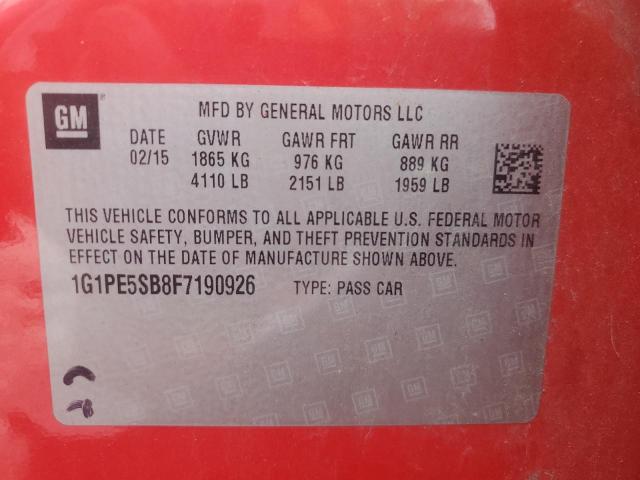 GM
MFD BY GENERAL MOTORS LLC
DATE GVWR GAWR FRT GAWR RR
02/15 1865 KG 976 KG 889 KG
4110 LB 2151 LB 1959 LB
THIS VEHICLE CONFORMS TO ALL APPLICABLE U.S. FEDERAL MOTOR
VEHICLE SAFETY, BUMPER, AND THEFT PREVENTION STANDARDS IN
EFFECT ON THE DATE OF MANUFACTURE SHOWN ABOVE.
1G1PE5SB8F7190926 TYPE: PASS CAR